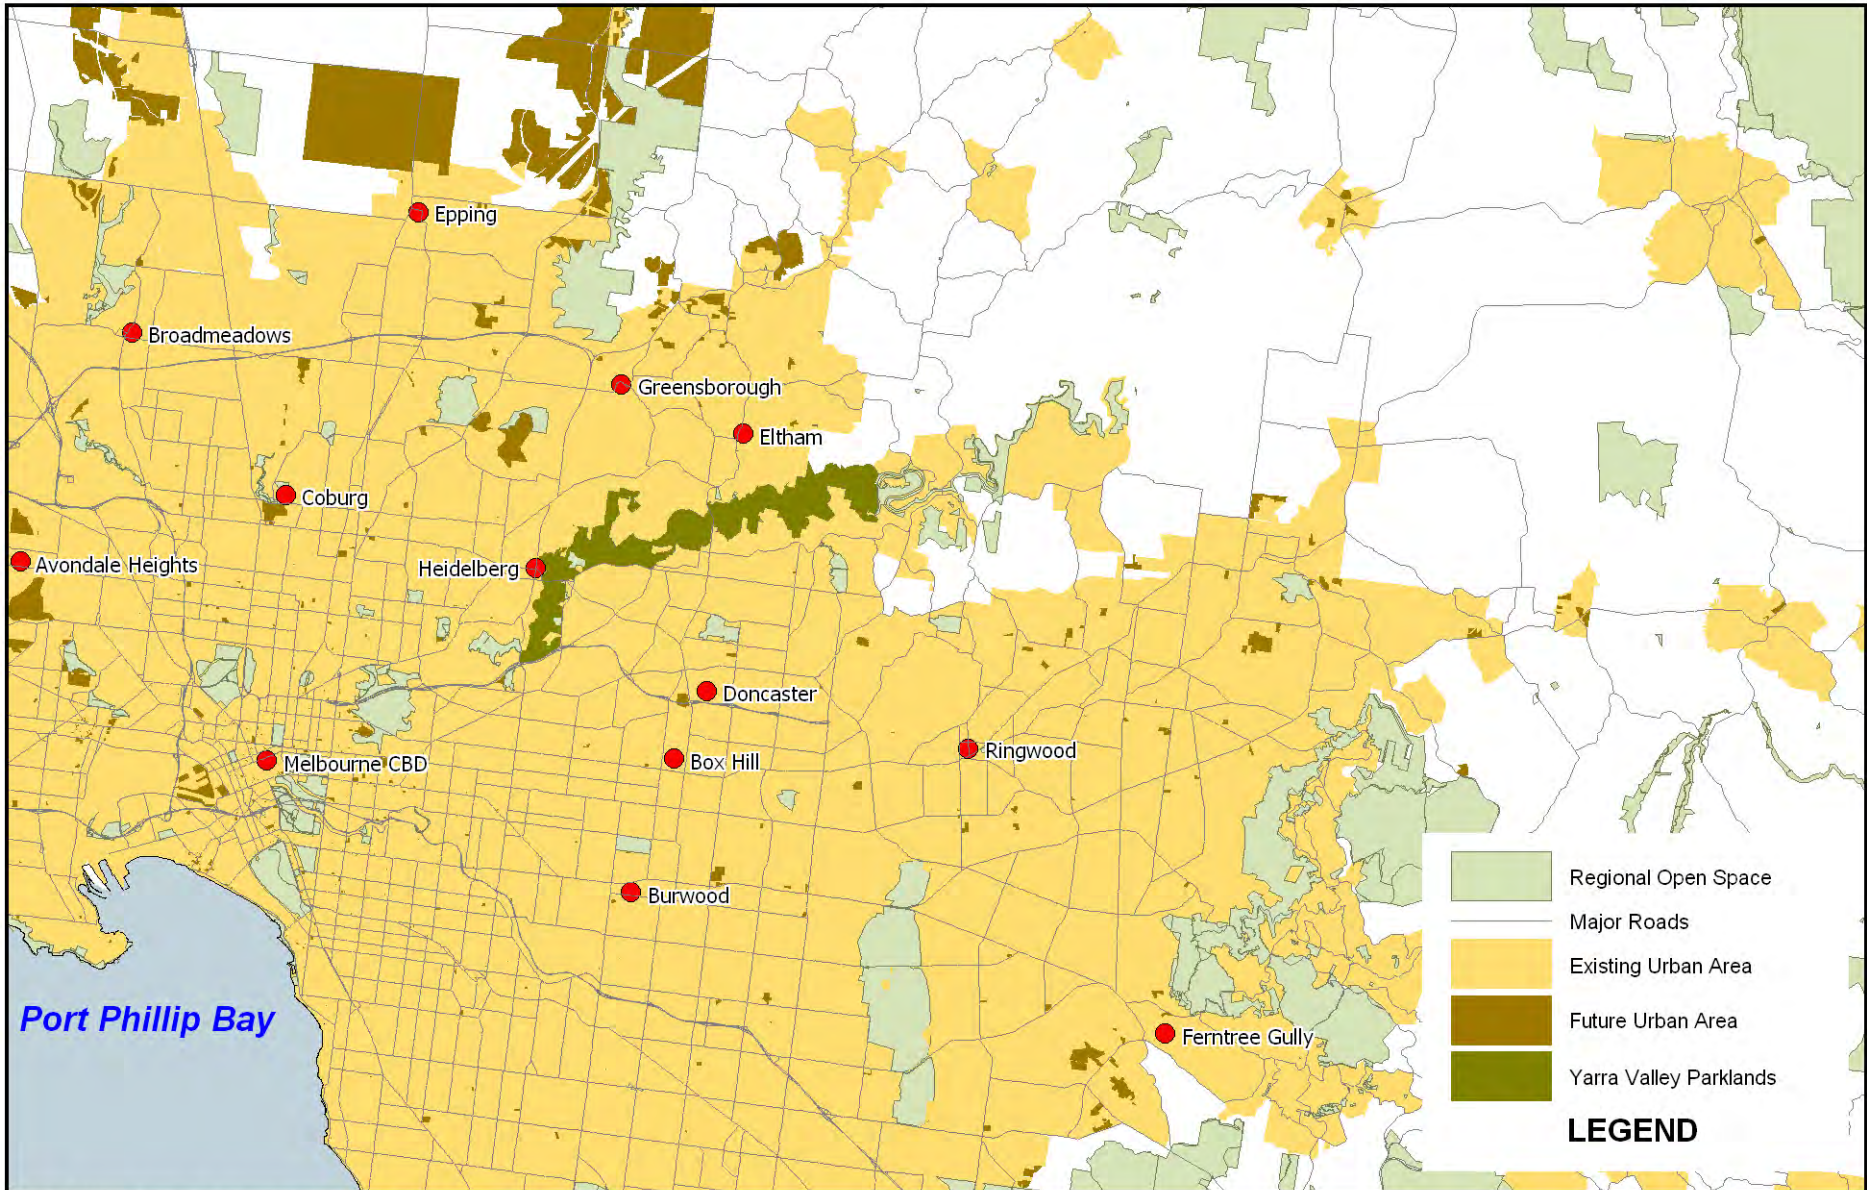 Epping
Broadmeadows
Greensborough
Eltham
Coburg
Avondale Heights
Heidelberg
Doncaster
Ringwood
Melbourne CBD
Box Hill
Burwood
Port Phillip Bay
Ferntree Gully
Regional Open Space
Major Roads
Existing Urban Area
Future Urban Area
Yarra Valley Parklands
LEGEND